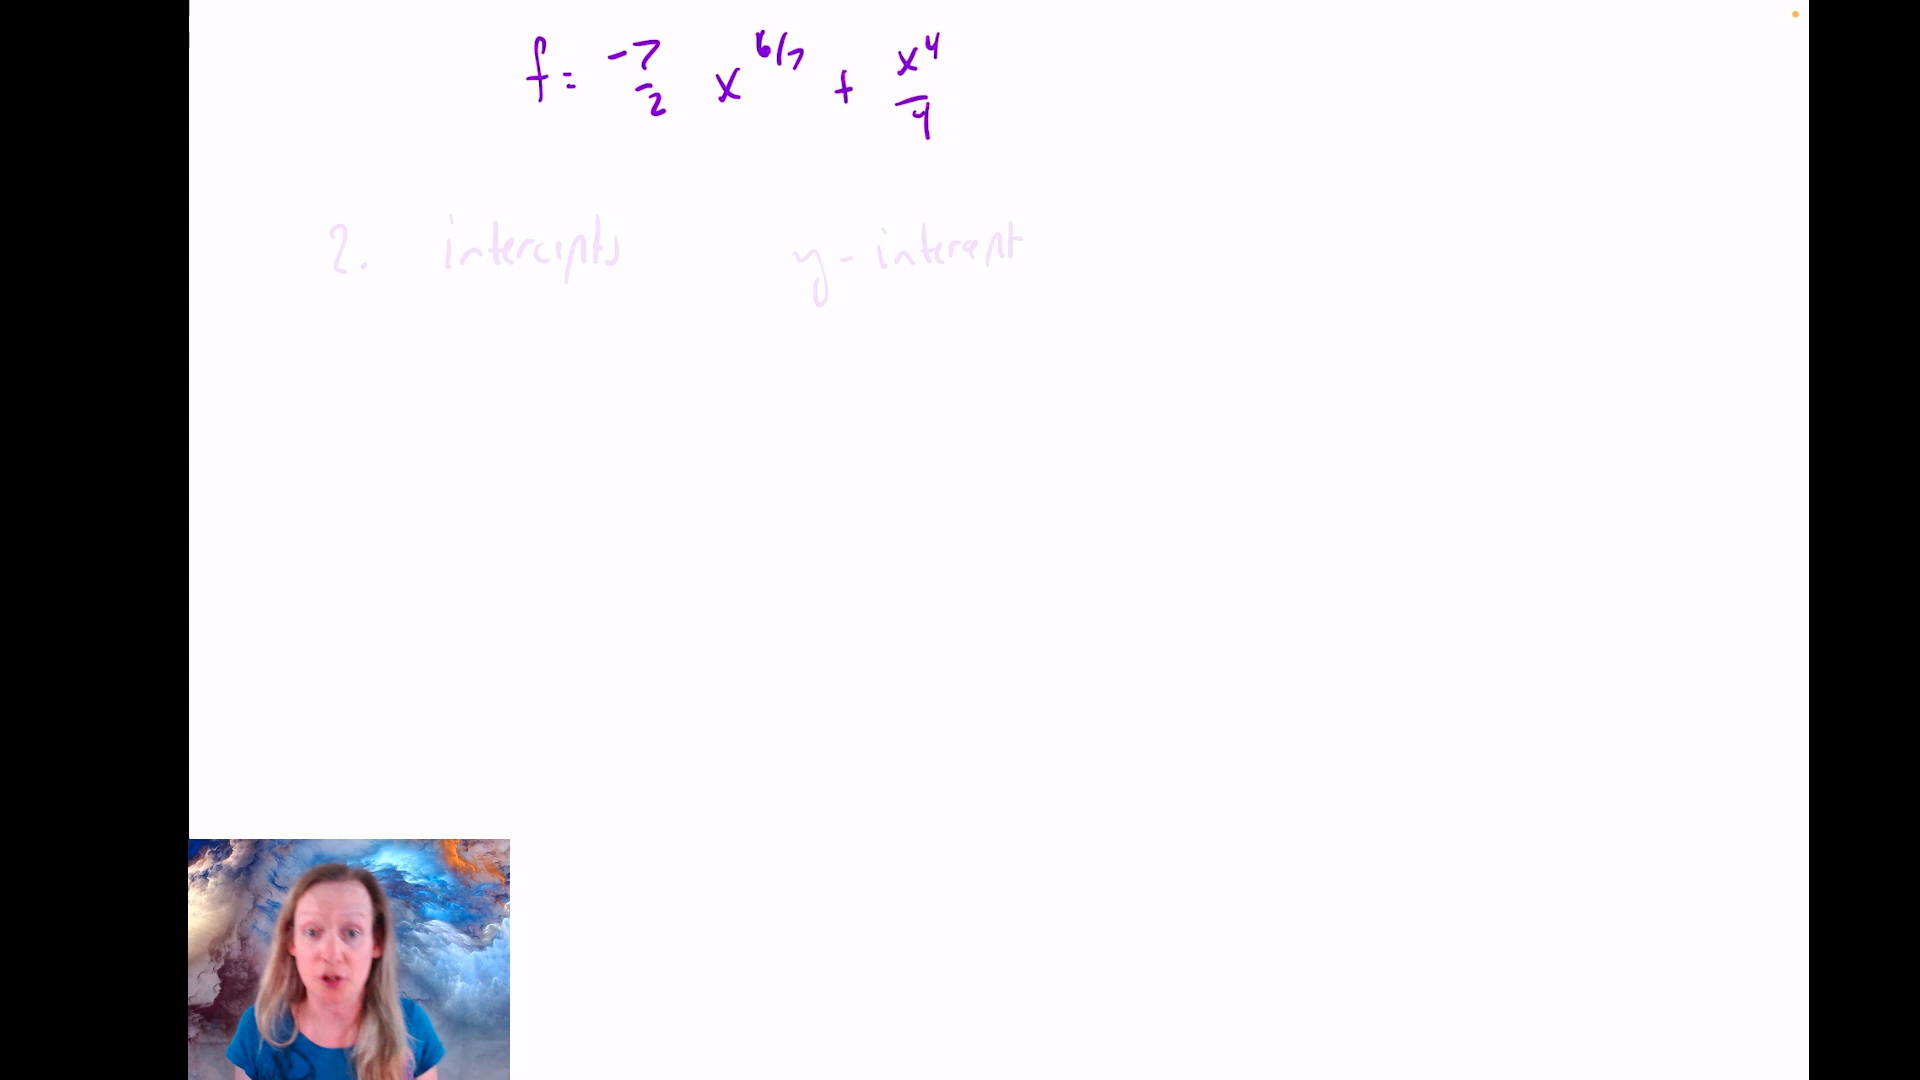 f = -7/2 x^6/7 + x^4/4
2. intercepts y-intercept